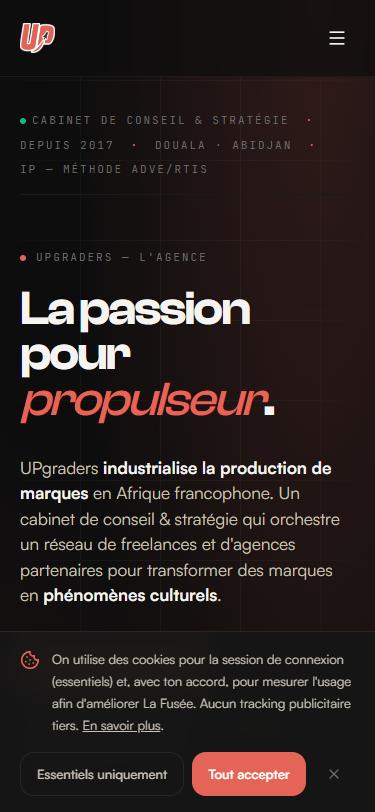 UP
CABINET DE CONSEIL & STRATÉGIE ·
DEPUIS 2017 · DOUALA · ABIDJAN ·
IP — MÉTHODE ADVE/RTIS
UPGRADERS — L'AGENCE
La passion
pour
propulseur.
UPgraders industrialise la production de
marques en Afrique francophone. Un
cabinet de conseil & stratégie qui orchestre
un réseau de freelances et d'agences
partenaires pour transformer des marques
en phénomènes culturels.
On utilise des cookies pour la session de connexion
(essentiels) et, avec ton accord, pour mesurer l'usage
afin d'améliorer La Fusée. Aucun tracking publicitaire
tiers. En savoir plus.
Essentiels uniquement
Tout accepter